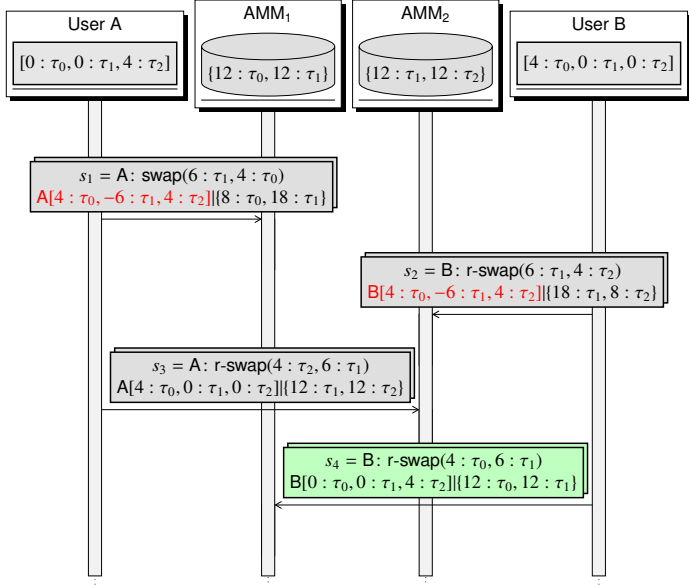 User A
AMM₁
AMM₂
User B
[0 : τ₀, 0 : τ₁, 4 : τ₂]
{12 : τ₀, 12 : τ₁}
{12 : τ₁, 12 : τ₂}
[4 : τ₀, 0 : τ₁, 0 : τ₂]
s₁ = A: swap(6 : τ₁, 4 : τ₀)
A[4 : τ₀, −6 : τ₁, 4 : τ₂]|{8 : τ₀, 18 : τ₁}
s₂ = B: r-swap(6 : τ₁, 4 : τ₂)
B[4 : τ₀, −6 : τ₁, 4 : τ₂]|{18 : τ₁, 8 : τ₂}
s₃ = A: r-swap(4 : τ₂, 6 : τ₁)
A[4 : τ₀, 0 : τ₁, 0 : τ₂]|{12 : τ₁, 12 : τ₂}
s₄ = B: r-swap(4 : τ₀, 6 : τ₁)
B[0 : τ₀, 0 : τ₁, 4 : τ₂]|{12 : τ₀, 12 : τ₁}